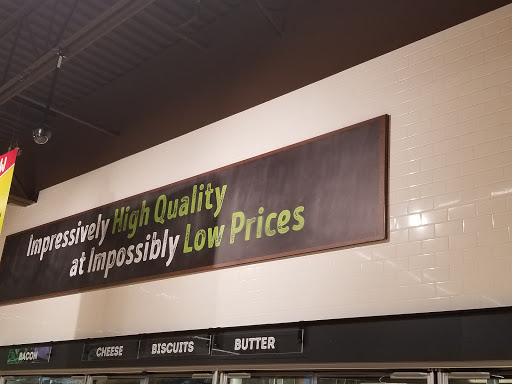 Impressively High Quality
at Impossibly Low Prices
BACON
CHEESE
BISCUITS
BUTTER